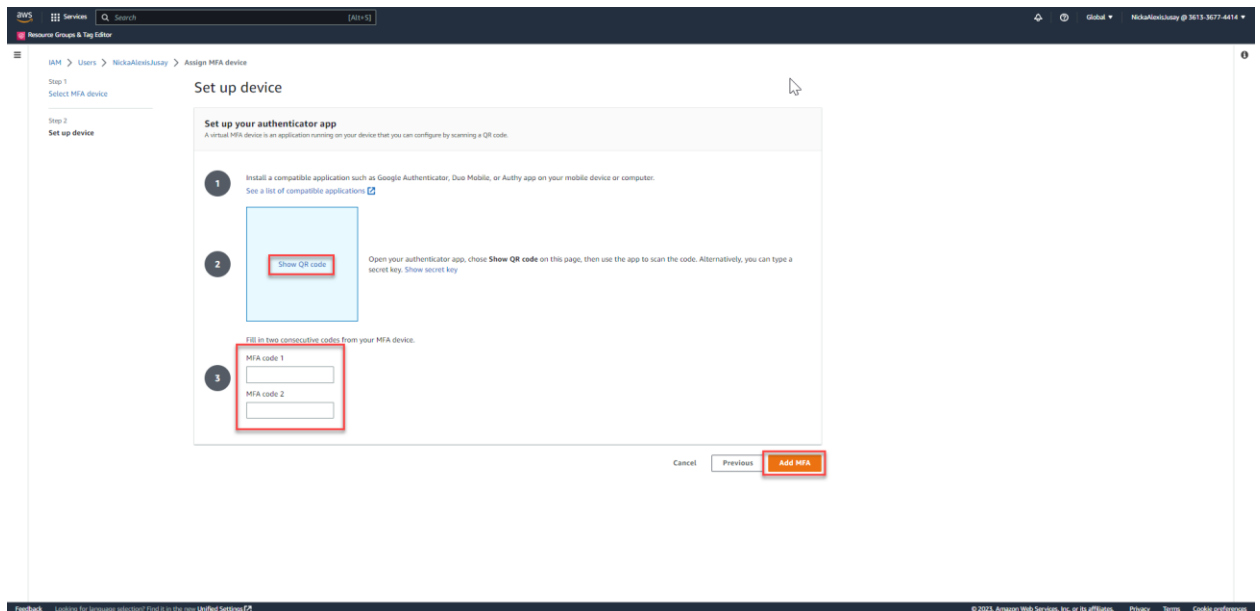 aws
Services
Search
[Alt+S]
Global
NickaAlexisJusay @ 3613-3677-4414
Resource Groups & Tag Editor
IAM > Users > NickaAlexisJusay > Assign MFA device
Step 1
Select MFA device
Step 2
Set up device
Set up device
Set up your authenticator app
A virtual MFA device is an application running on your device that you can configure by scanning a QR code.
1
Install a compatible application such as Google Authenticator, Duo Mobile, or Authy app on your mobile device or computer.
See a list of compatible applications
2
Show QR code
Open your authenticator app, chose Show QR code on this page, then use the app to scan the code. Alternatively, you can type a
secret key. Show secret key
Fill in two consecutive codes from your MFA device.
3
MFA code 1
MFA code 2
Cancel
Previous
Add MFA
Feedback
Looking for language selection? Find it in the new Unified Settings
© 2023, Amazon Web Services, Inc. or its affiliates.
Privacy
Terms
Cookie preferences